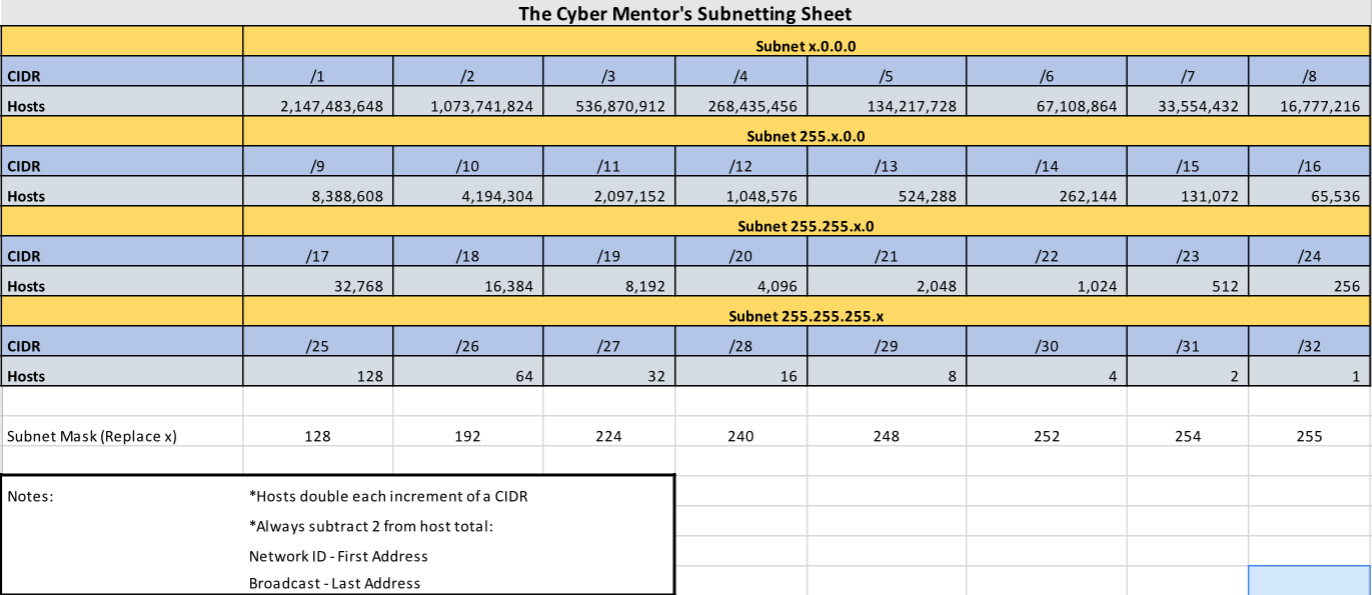 The Cyber Mentor's Subnetting Sheet
Subnet x.0.0.0
CIDR /1 /2 /3 /4 /5 /6 /7 /8
Hosts 2,147,483,648 1,073,741,824 536,870,912 268,435,456 134,217,728 67,108,864 33,554,432 16,777,216
Subnet 255.x.0.0
CIDR /9 /10 /11 /12 /13 /14 /15 /16
Hosts 8,388,608 4,194,304 2,097,152 1,048,576 524,288 262,144 131,072 65,536
Subnet 255.255.x.0
CIDR /17 /18 /19 /20 /21 /22 /23 /24
Hosts 32,768 16,384 8,192 4,096 2,048 1,024 512 256
Subnet 255.255.255.x
CIDR /25 /26 /27 /28 /29 /30 /31 /32
Hosts 128 64 32 16 8 4 2 1
Subnet Mask (Replace x) 128 192 224 240 248 252 254 255
Notes: *Hosts double each increment of a CIDR
*Always subtract 2 from host total:
Network ID - First Address
Broadcast - Last Address